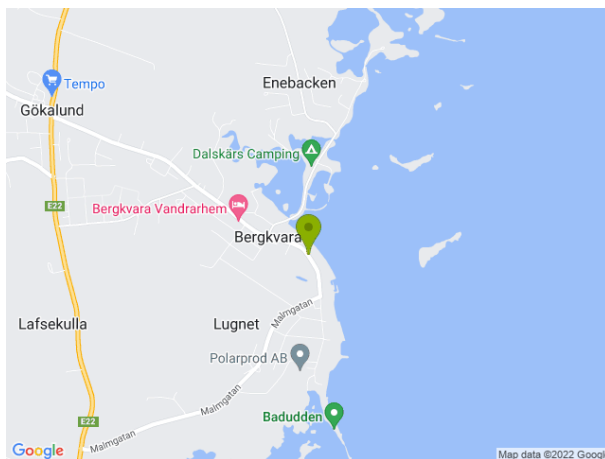 Enebacken
Tempo
Gökalund
Dalskärs Camping
E22
Bergkvara Vandrarhem
Bergkvara
Malmgatan
Lafsekulla
Lugnet
Polarprod AB
Malmgatan
Badudden
E22
Malmgatan
Google
Map data ©2022 Googl